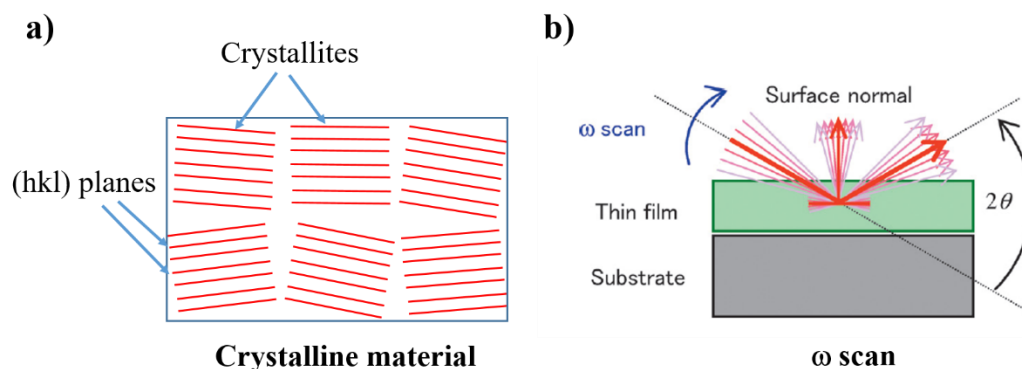 a)
Crystallites
(hkl) planes
Crystalline material
b)
Surface normal
ω scan
Thin film
2θ
Substrate
ω scan